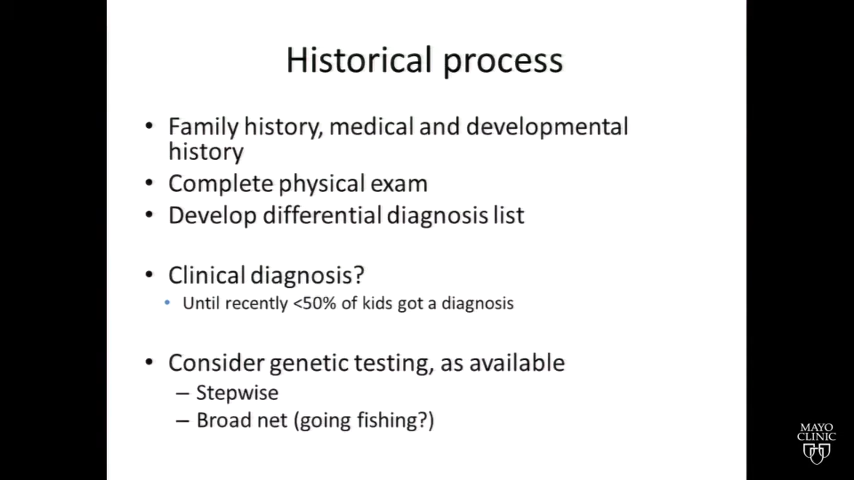 Historical process
• Family history, medical and developmental
history
• Complete physical exam
• Develop differential diagnosis list
• Clinical diagnosis?
• Until recently <50% of kids got a diagnosis
• Consider genetic testing, as available
– Stepwise
– Broad net (going fishing?)
MAYO
CLINIC